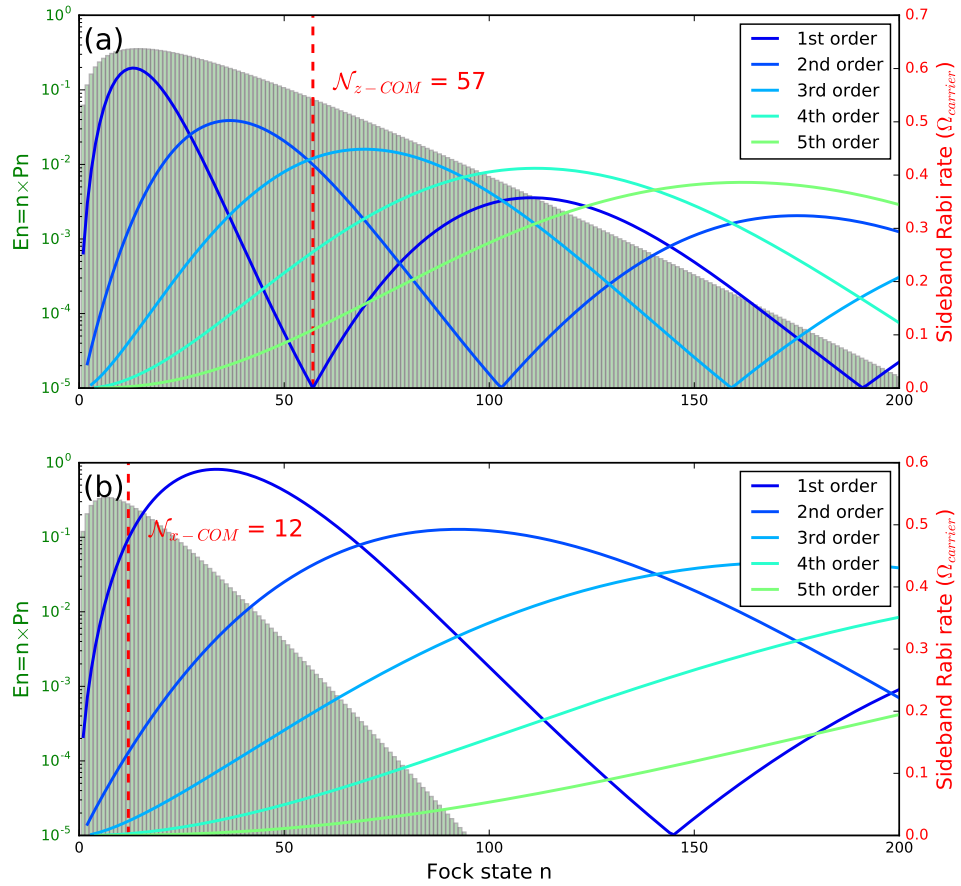 (a)
10^0
10^-1
10^-2
10^-3
10^-4
10^-5
En=n×Pn
0.7
0.6
0.5
0.4
0.3
0.2
0.1
0.0
Sideband Rabi rate (Ω_carrier)
𝒩_z−COM = 57
1st order
2nd order
3rd order
4th order
5th order
0
50
100
150
200
(b)
10^0
10^-1
10^-2
10^-3
10^-4
10^-5
En=n×Pn
0.6
0.5
0.4
0.3
0.2
0.1
0.0
Sideband Rabi rate (Ω_carrier)
𝒩_x−COM = 12
1st order
2nd order
3rd order
4th order
5th order
0
50
100
150
200
Fock state n